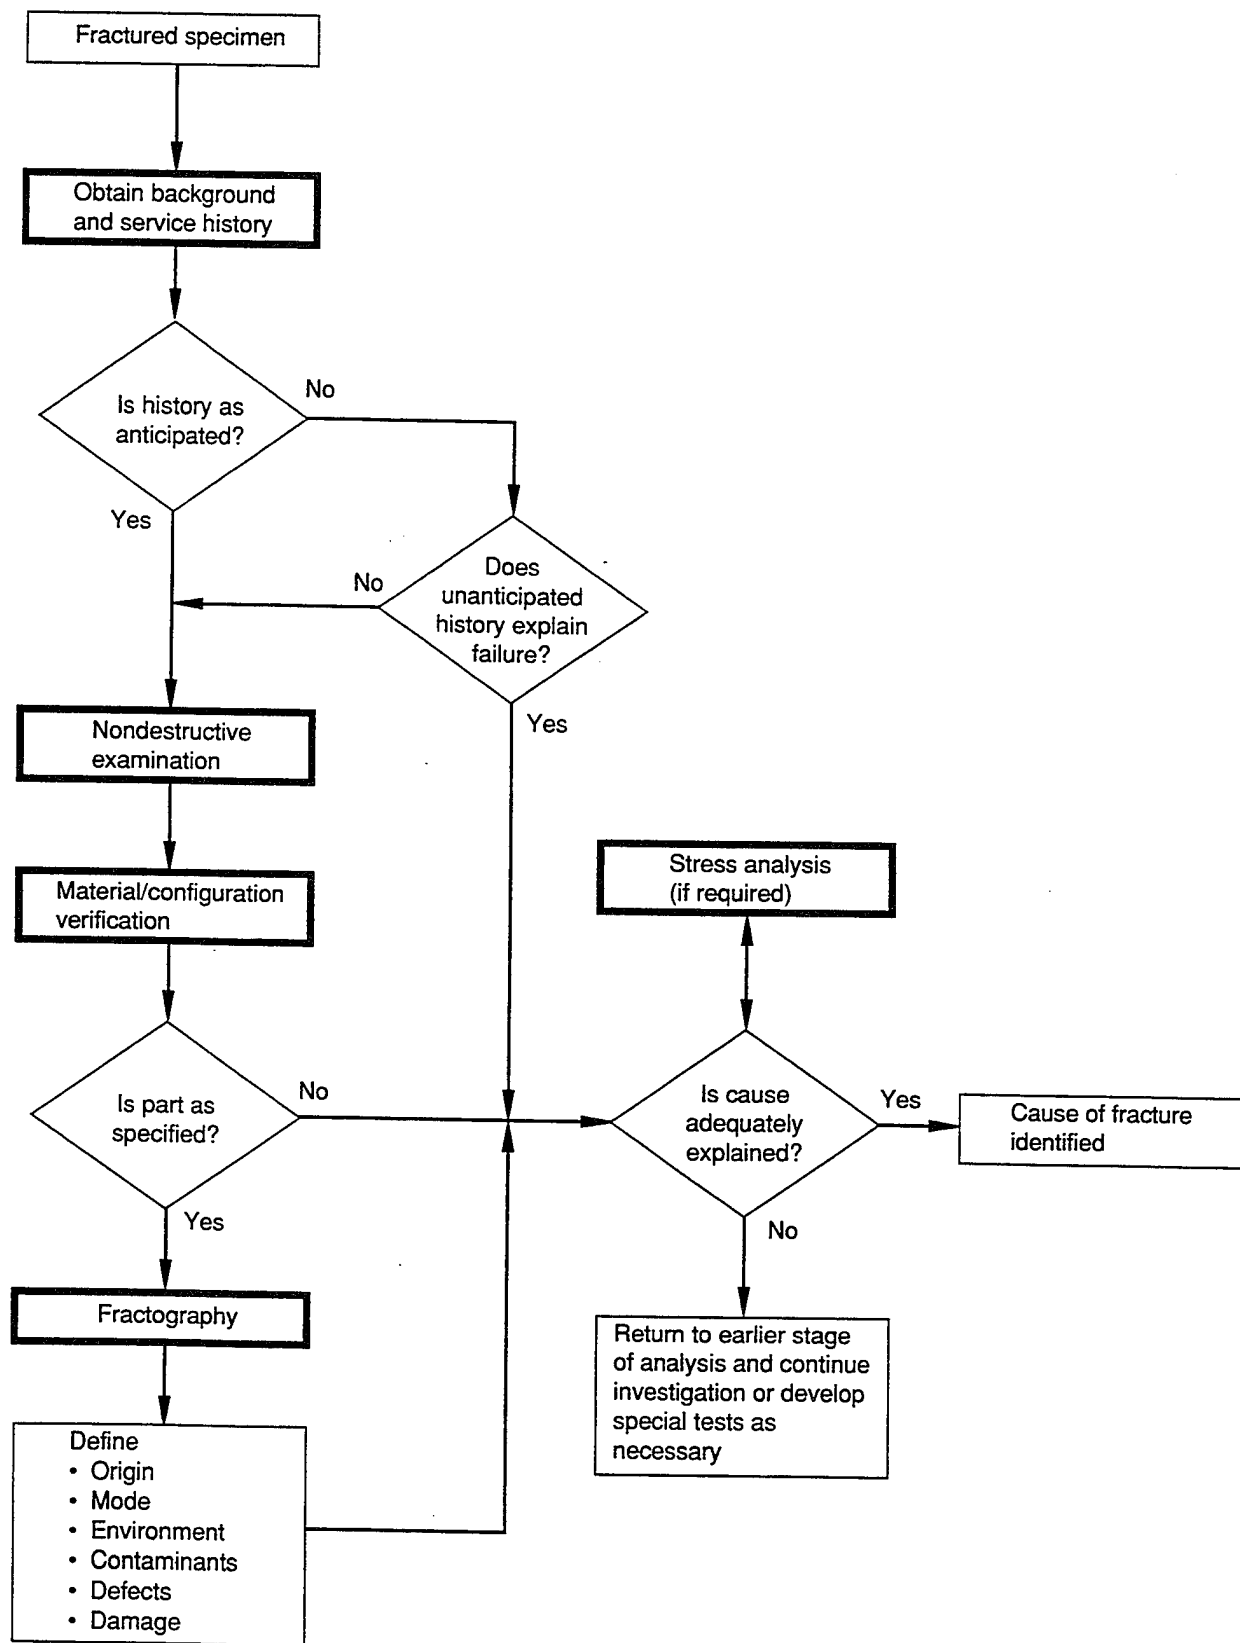 Fractured specimen
Obtain background
and service history
Is history as
anticipated?
No
Yes
Does
unanticipated
history explain
failure?
No
Yes
Nondestructive
examination
Material/configuration
verification
Stress analysis
(if required)
Is part as
specified?
No
Yes
Is cause
adequately
explained?
Yes
Cause of fracture
identified
No
Fractography
Return to earlier stage
of analysis and continue
investigation or develop
special tests as
necessary
Define
• Origin
• Mode
• Environment
• Contaminants
• Defects
• Damage